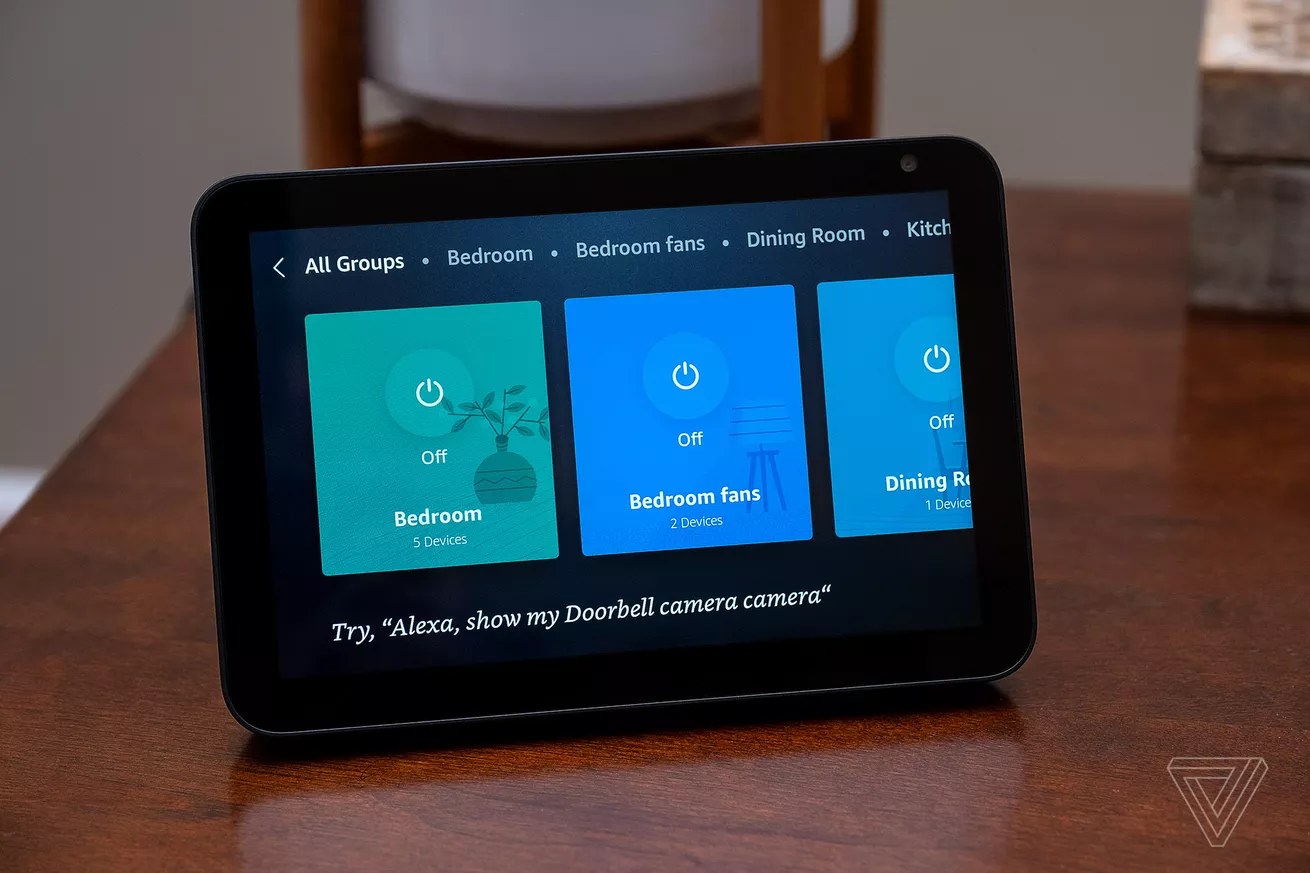 All Groups • Bedroom • Bedroom fans • Dining Room • Kitch
Off
Bedroom
5 Devices
Off
Bedroom fans
2 Devices
Off
Dining R
1 Device
Try, “Alexa, show my Doorbell camera camera“